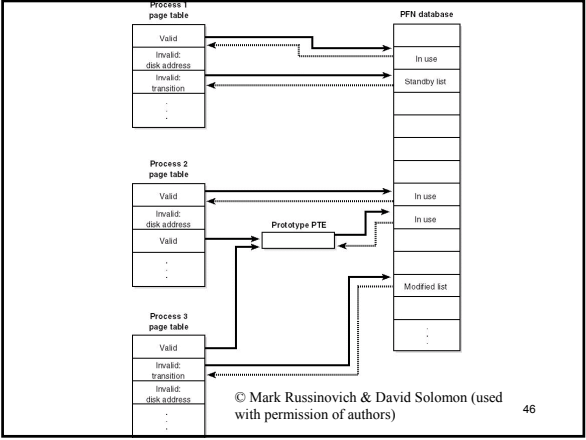 Process 1
page table
Valid
Invalid:
disk address
Invalid:
transition
.
.
.
PFN database
In use
Standby list
In use
In use
Modified list
.
.
.
Process 2
page table
Valid
Invalid:
disk address
Valid
.
.
.
Prototype PTE
Process 3
page table
Valid
Invalid:
transition
Invalid:
disk address
.
.
.
© Mark Russinovich & David Solomon (used
with permission of authors)
46